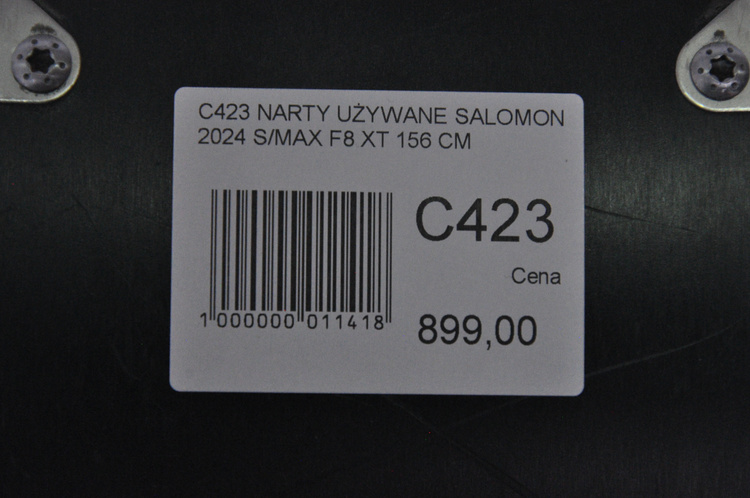 C423 NARTY UŻYWANE SALOMON
2024 S/MAX F8 XT 156 CM
C423
Cena
899,00
1 000000 011418